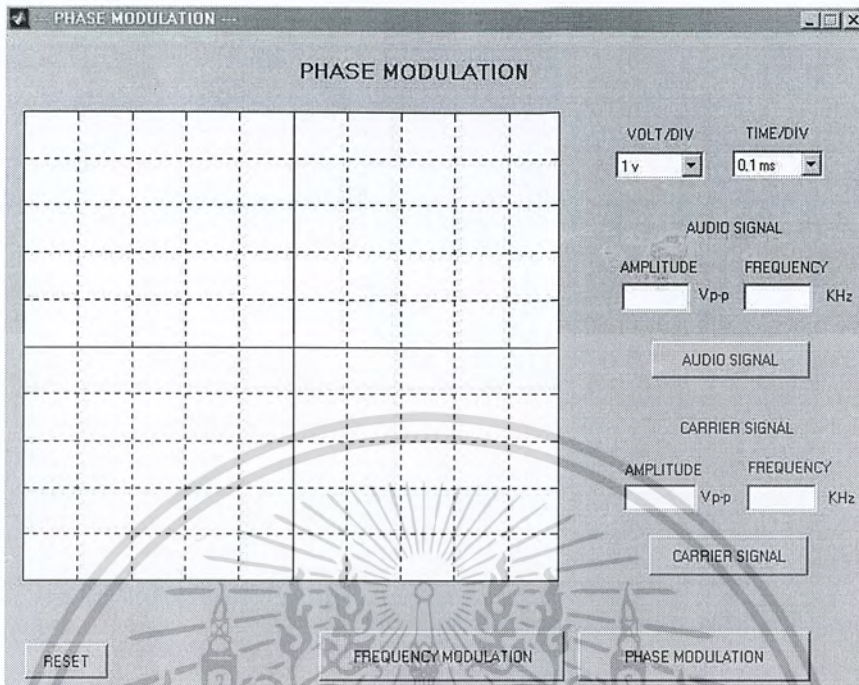 --- PHASE MODULATION ---
PHASE MODULATION
VOLT/DIV TIME/DIV
1 v 0.1 ms
AUDIO SIGNAL
AMPLITUDE FREQUENCY
Vp-p KHz
AUDIO SIGNAL
CARRIER SIGNAL
AMPLITUDE FREQUENCY
Vp-p KHz
CARRIER SIGNAL
RESET FREQUENCY MODULATION PHASE MODULATION